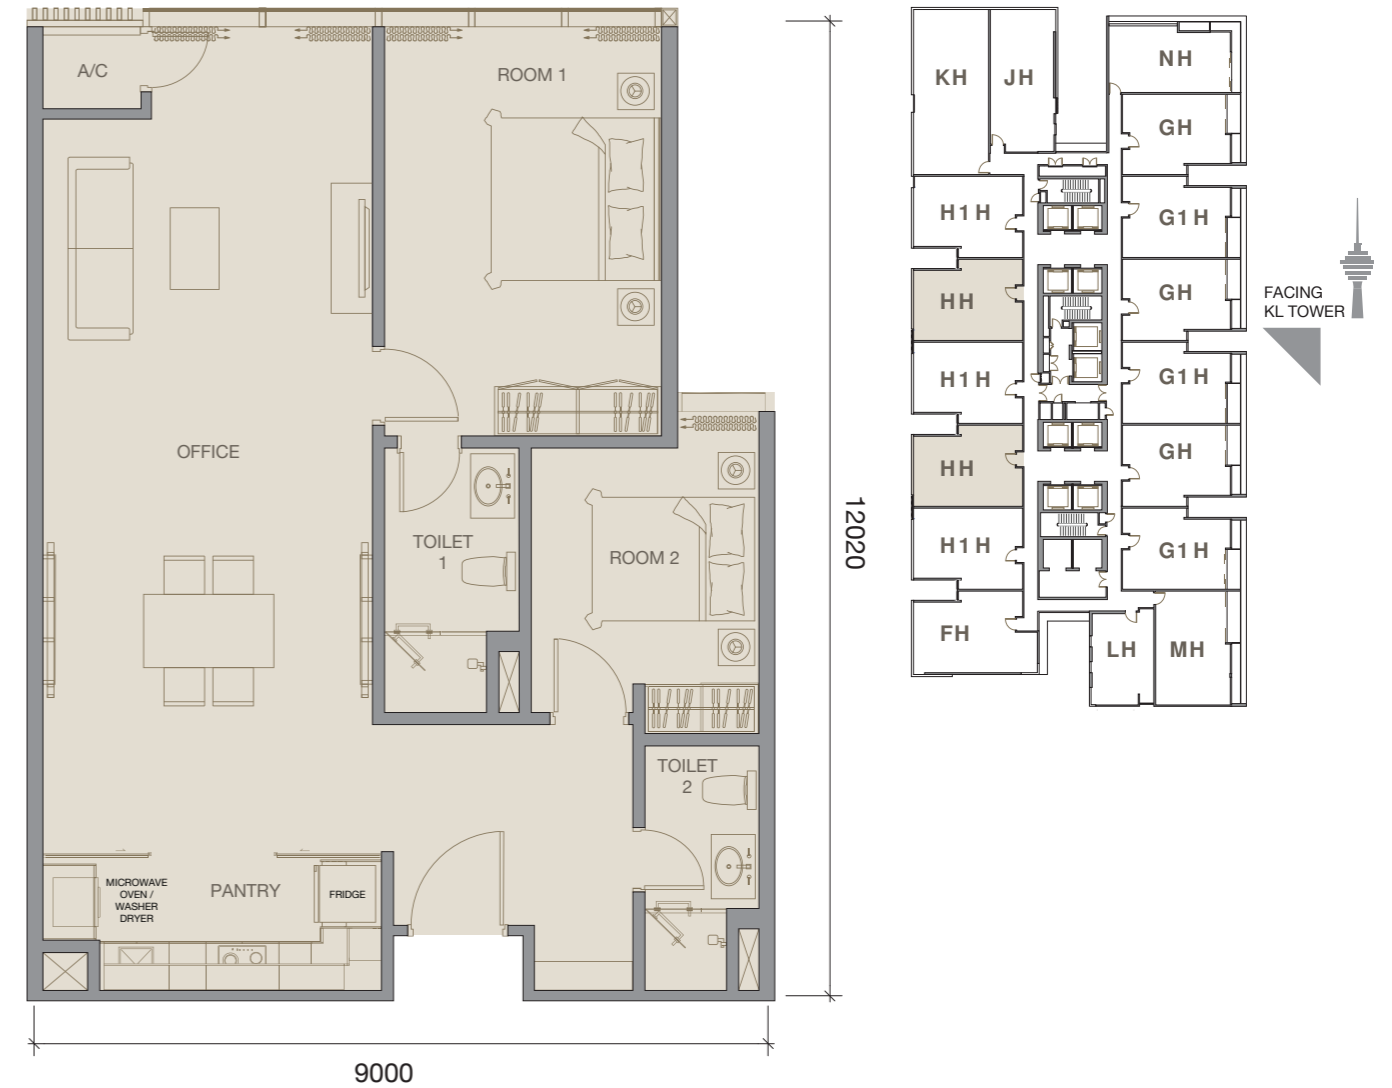 A/C
ROOM 1
OFFICE
TOILET
1
ROOM 2
TOILET
2
MICROWAVE
OVEN /
WASHER
DRYER
PANTRY
FRIDGE
12020
9000
KH
JH
NH
GH
H1H
G1H
HH
GH
H1H
G1H
HH
GH
H1H
G1H
FH
LH
MH
FACING
KL TOWER